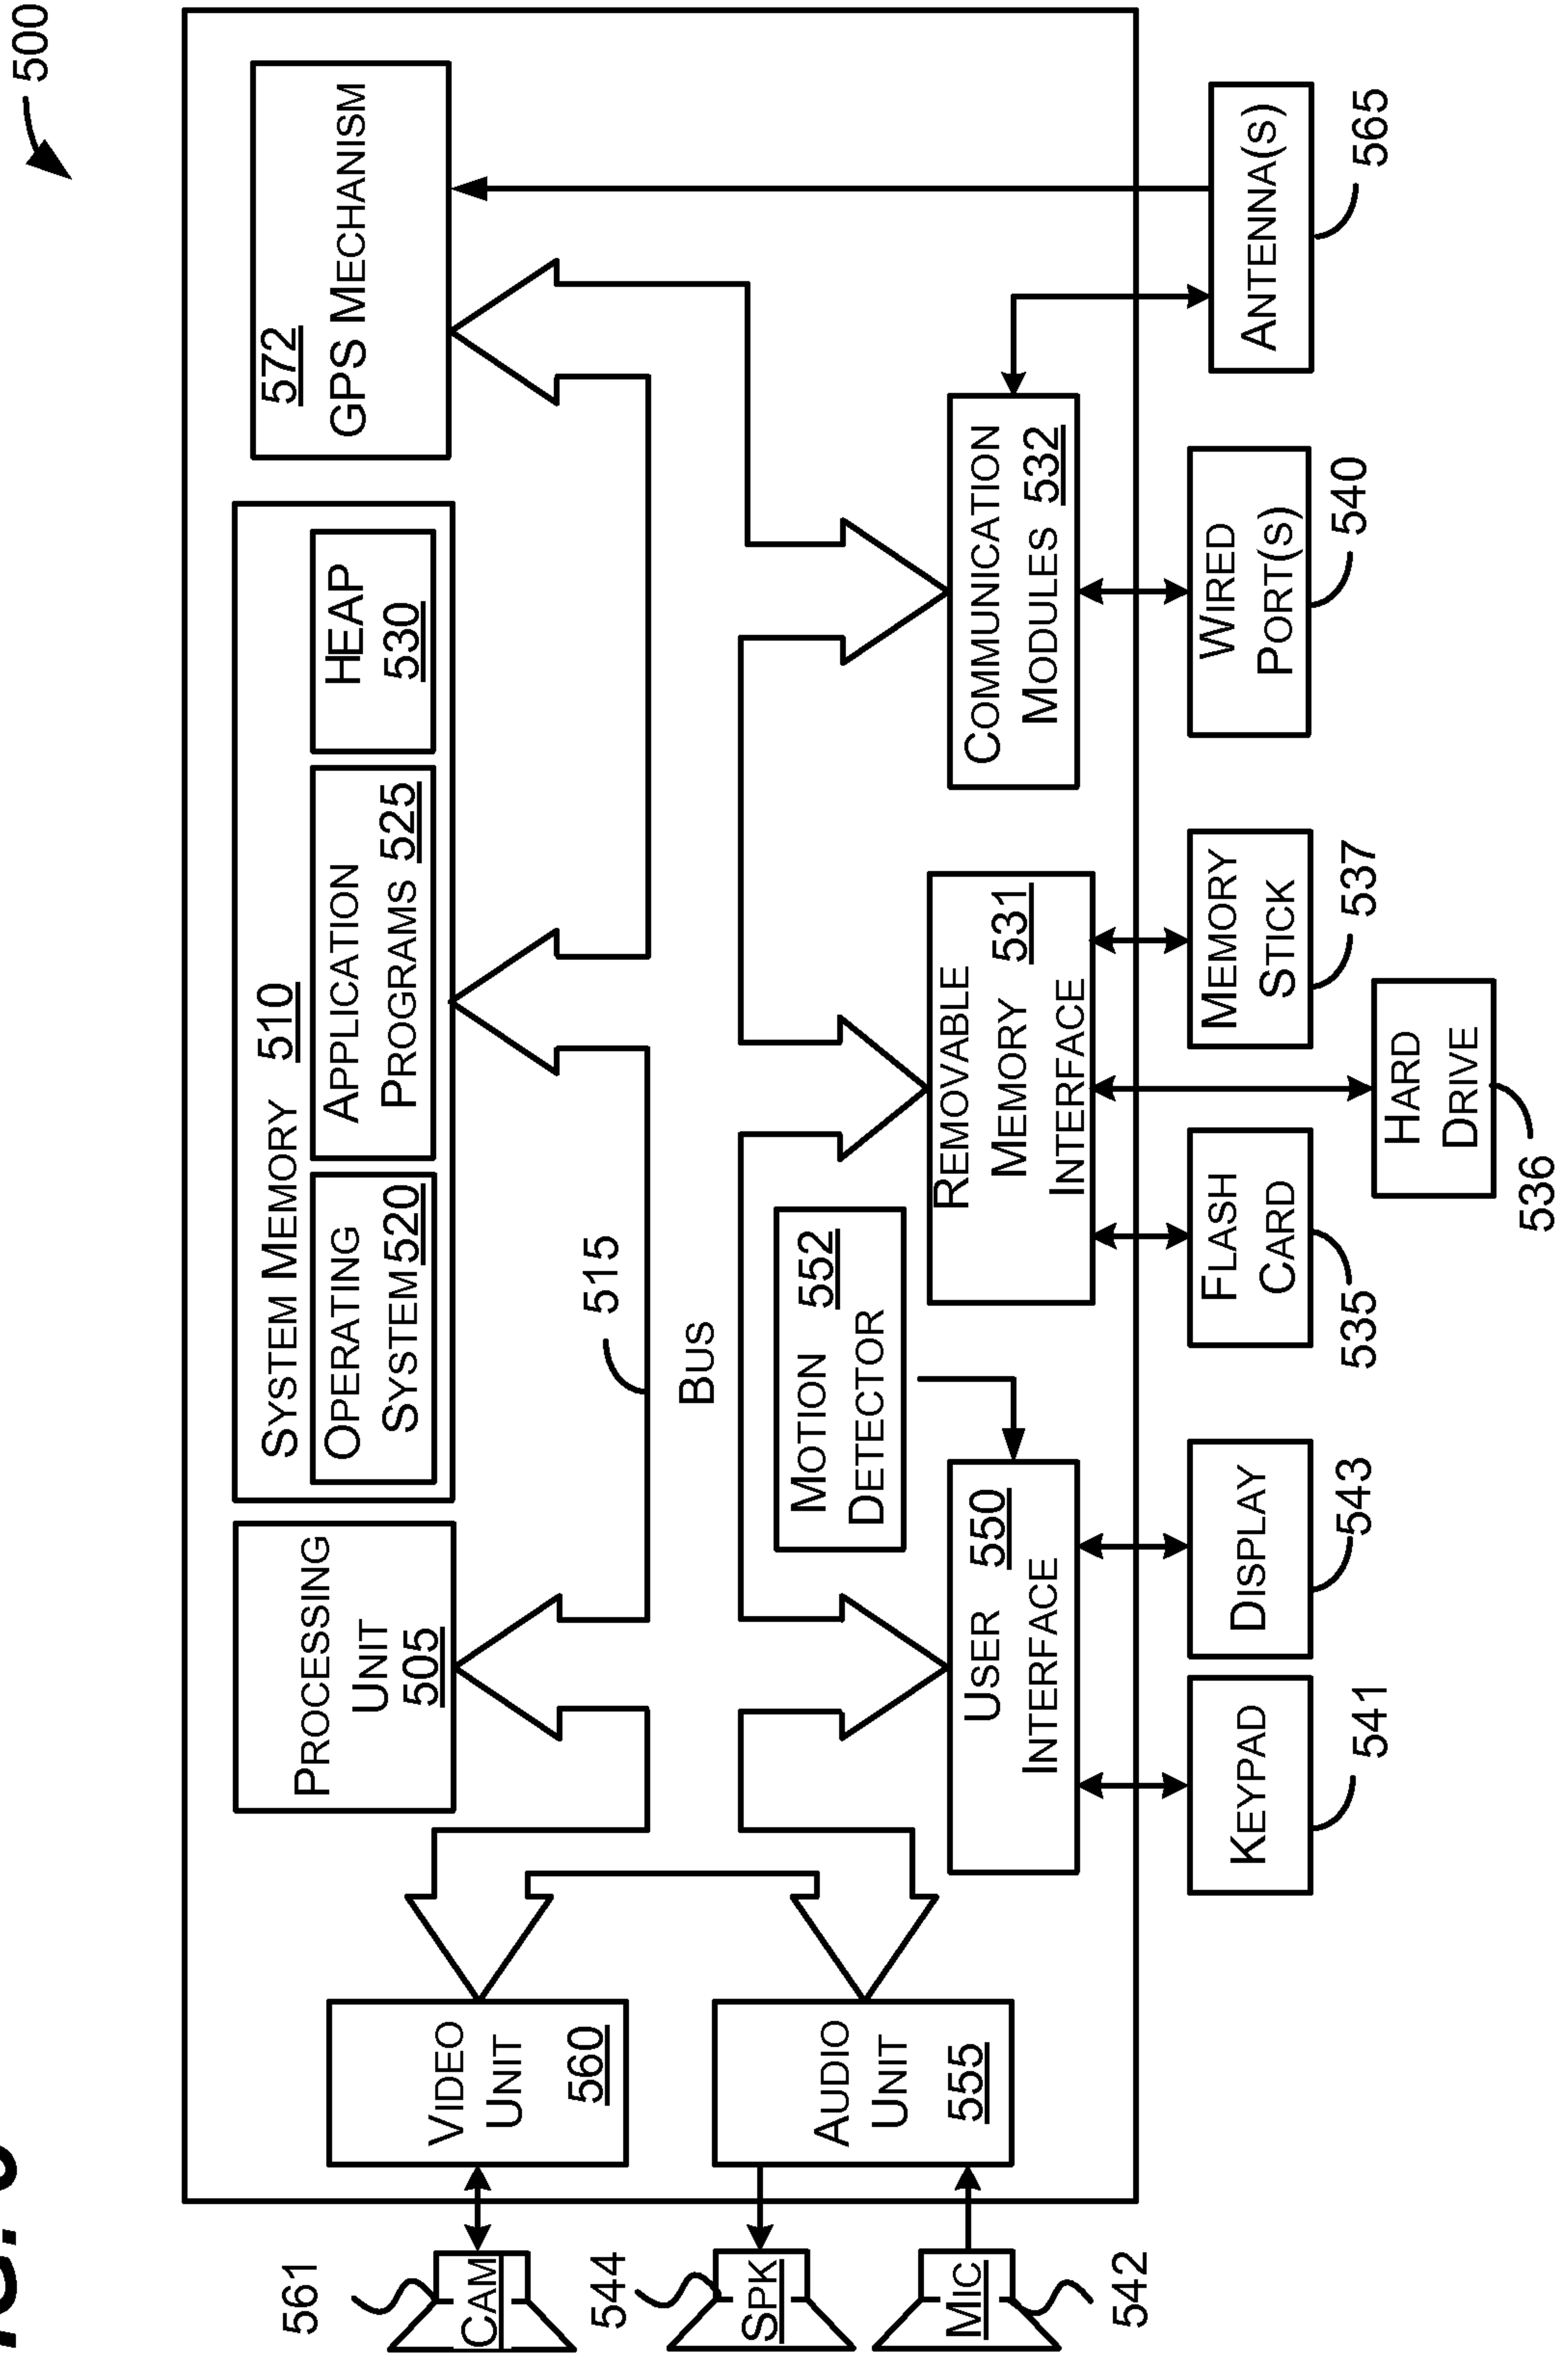 500
PROCESSING
UNIT
505
SYSTEM MEMORY 510
OPERATING
SYSTEM 520
APPLICATION
PROGRAMS 525
HEAP
530
572
GPS MECHANISM
515
BUS
VIDEO
UNIT
560
AUDIO
UNIT
555
561
CAM
544
SPK
MIC
542
MOTION 552
DETECTOR
USER 550
INTERFACE
REMOVABLE
MEMORY 531
INTERFACE
COMMUNICATION
MODULES 532
KEYPAD
541
DISPLAY
543
FLASH
CARD
535
HARD
DRIVE
536
MEMORY
STICK
537
WIRED
PORT(S)
540
ANTENNA(S)
565